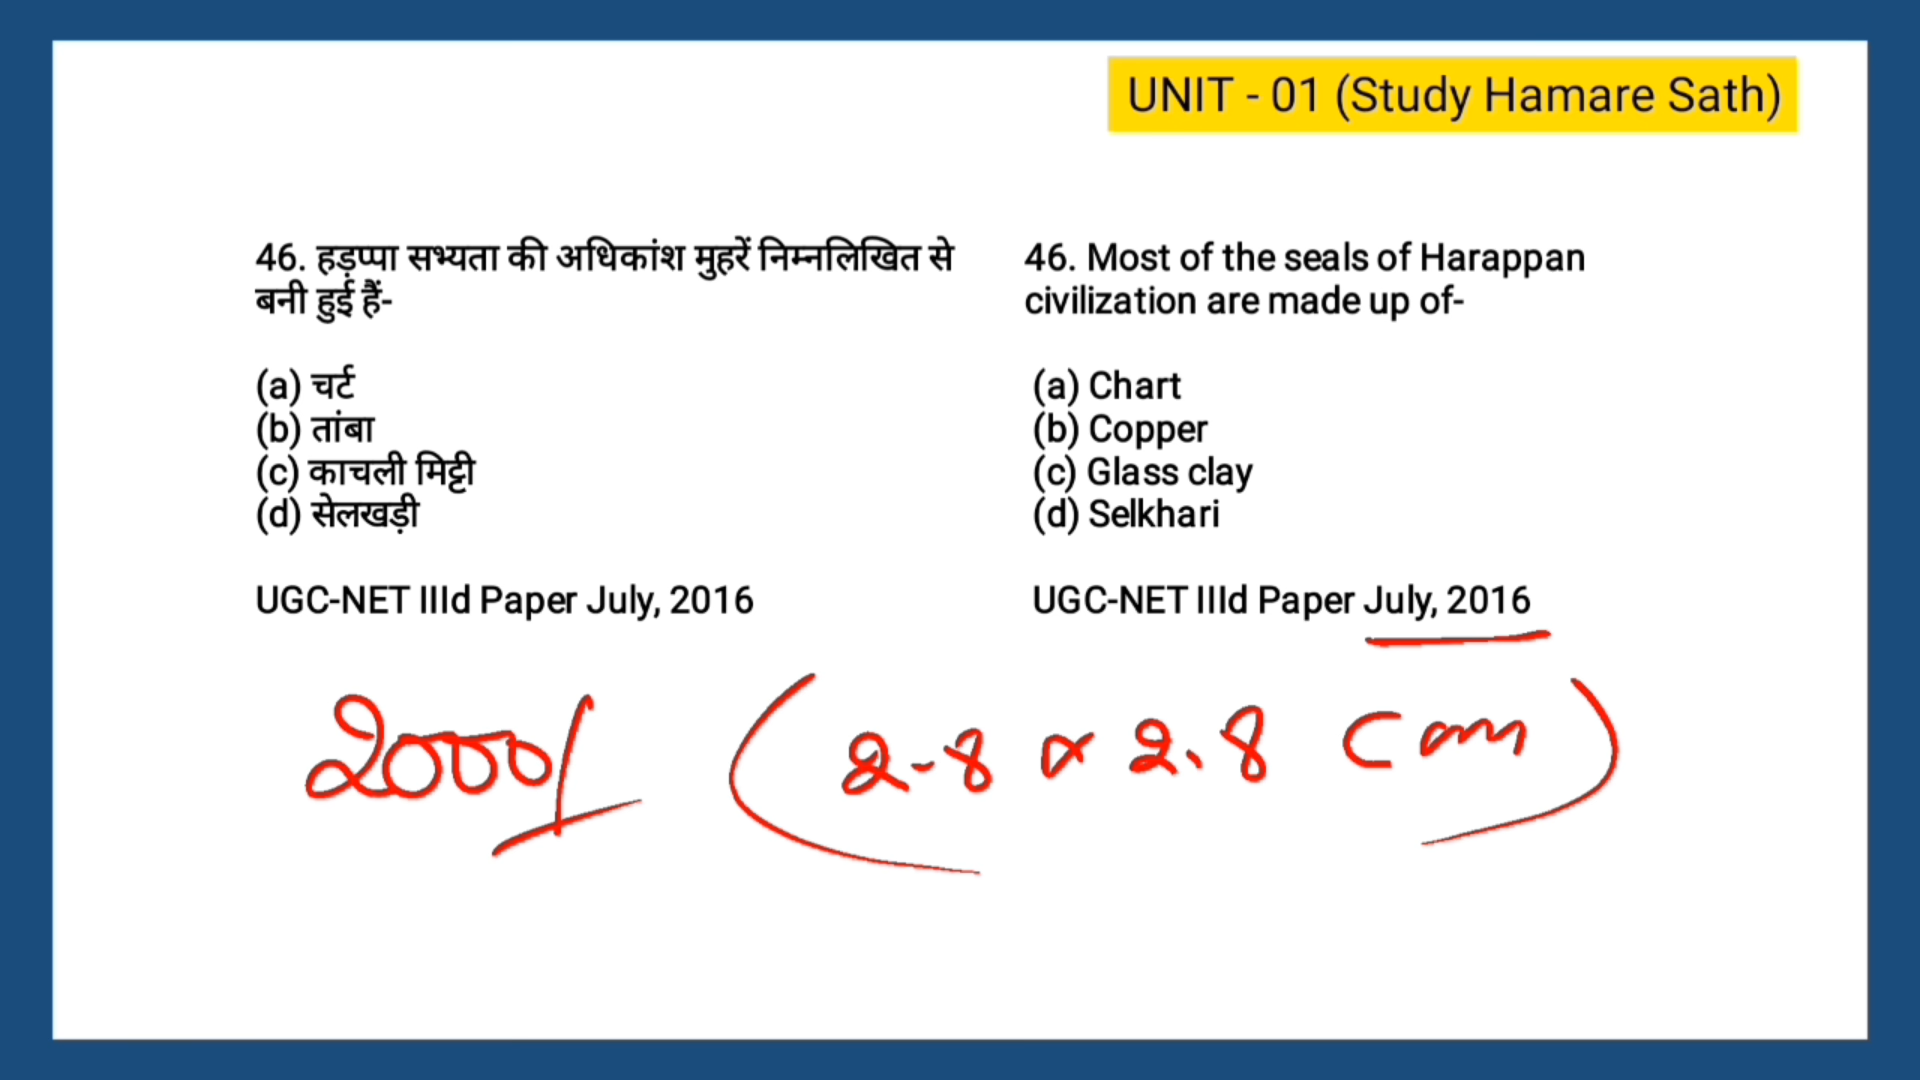 UNIT - 01 (Study Hamare Sath)
46. हड़प्पा सभ्यता की अधिकांश मुहरें निम्नलिखित से
बनी हुई हैं-
(a) चर्ट
(b) तांबा
(c) काचली मिट्टी
(d) सेलखड़ी
UGC-NET IIId Paper July, 2016
46. Most of the seals of Harappan
civilization are made up of-
(a) Chart
(b) Copper
(c) Glass clay
(d) Selkhari
UGC-NET IIId Paper July, 2016
2000/ (2.8 x 2.8 cm)